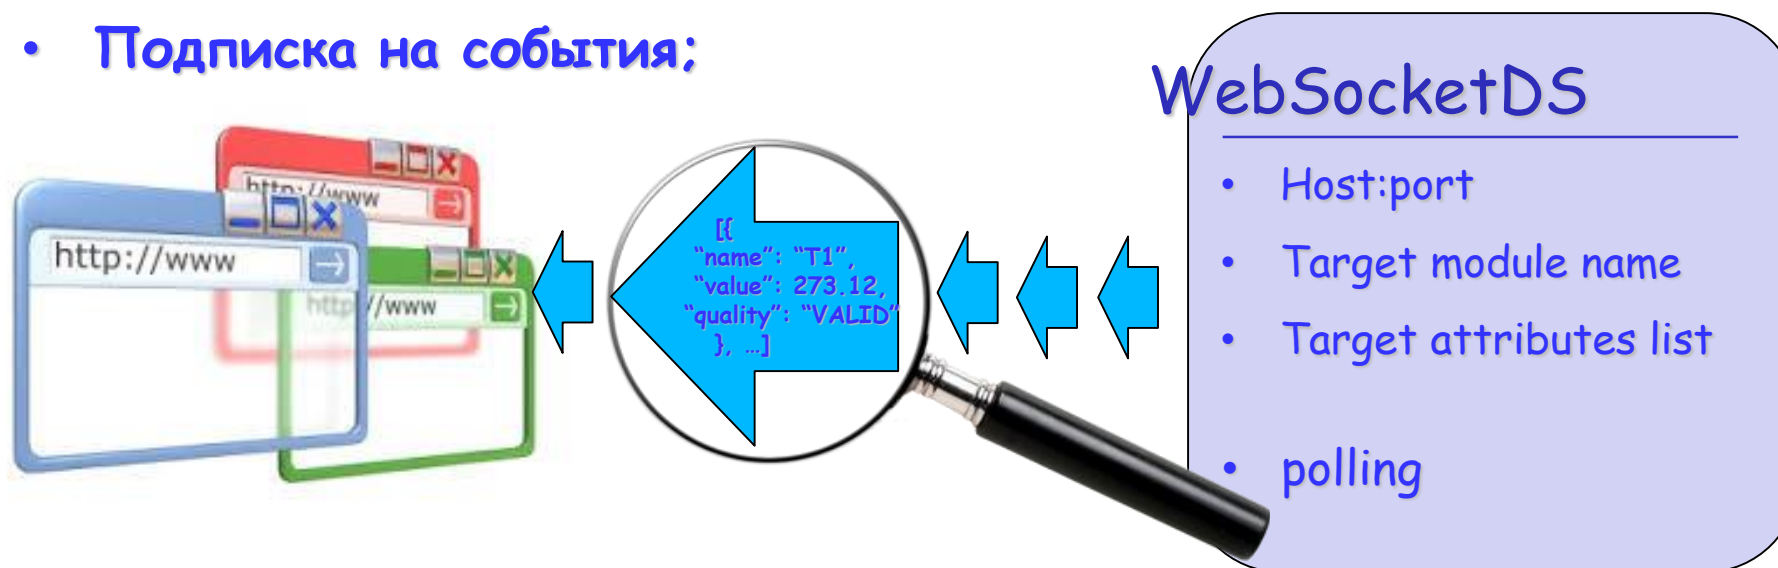 • Подписка на события;
http://www
http://www
http://www
[{
“name”: “T1”,
“value”: 273.12,
“quality”: “VALID”
}, …]
WebSocketDS
• Host:port
• Target module name
• Target attributes list
• polling